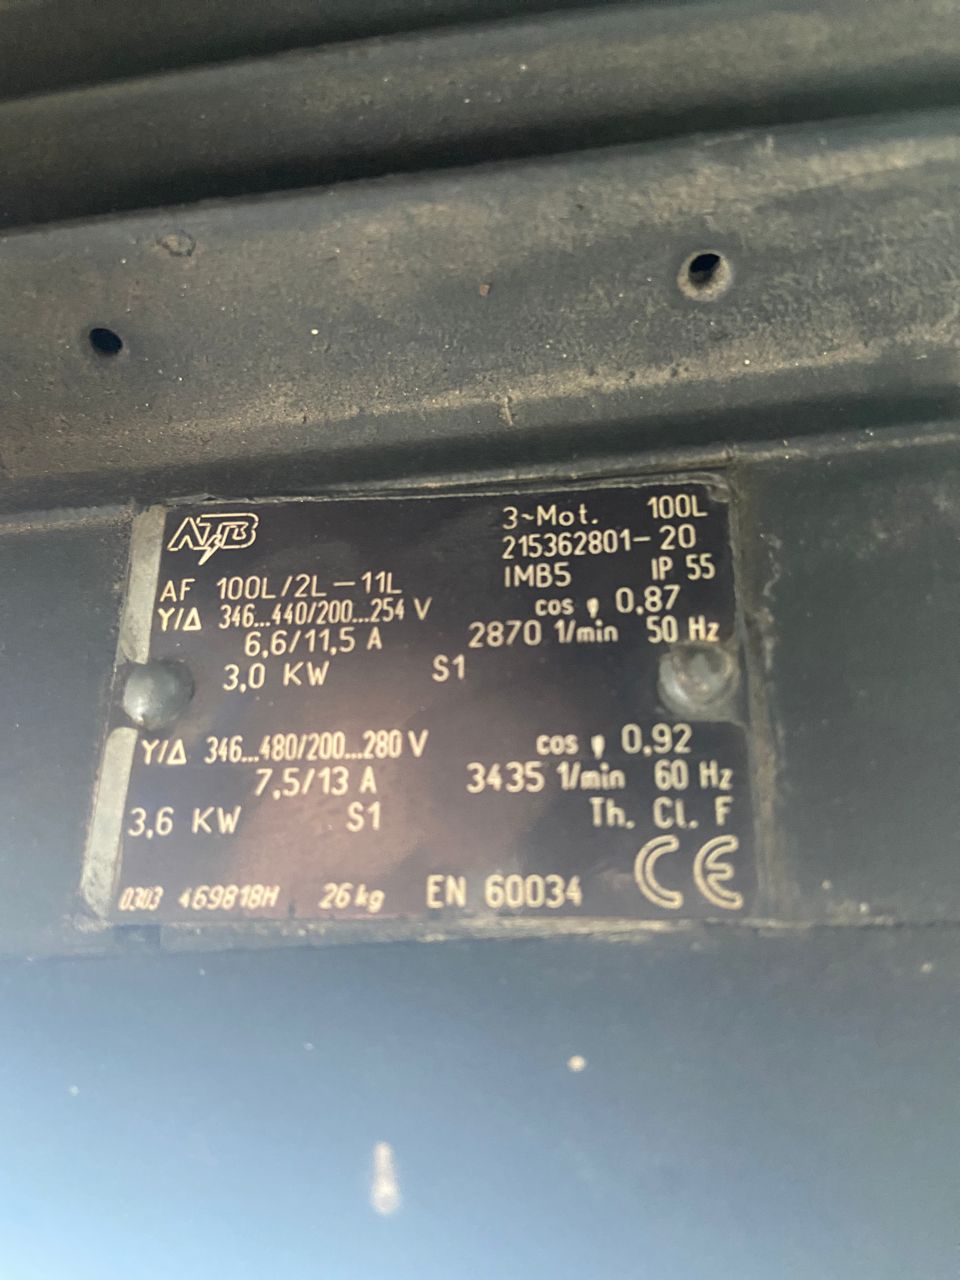 ATB
3~Mot. 100L
215362801-20
AF 100L/2L-11L IMB5 IP 55
Y/Δ 346...440/200...254 V cos φ 0,87
6,6/11,5 A 2870 1/min 50 Hz
3,0 KW S1
Y/Δ 346...480/200...280 V cos φ 0,92
7,5/13 A 3435 1/min 60 Hz
3,6 KW S1 Th. Cl. F
0303 469818H 26kg EN 60034 CE